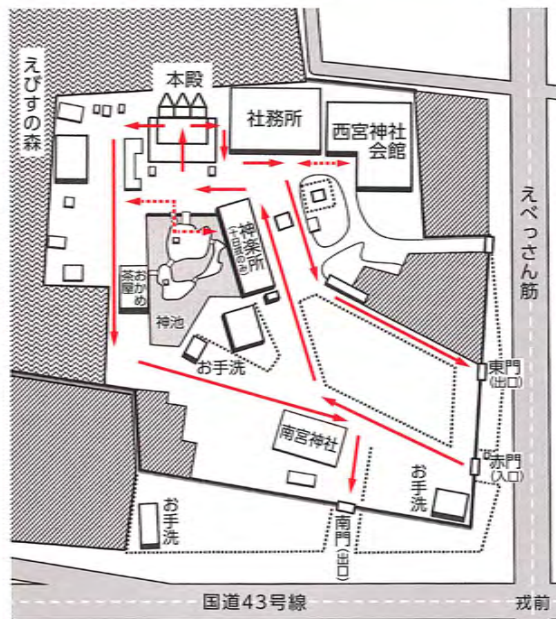 本殿
えびすの森
社務所
西宮神社
会館
えべっさん筋
神楽所
(十日戎のみ)
おかめ
茶屋
神池
お手洗
東門
(出口)
南宮神社
赤門
(入口)
お手洗
お手洗
南門(出口)
国道43号線
戎前